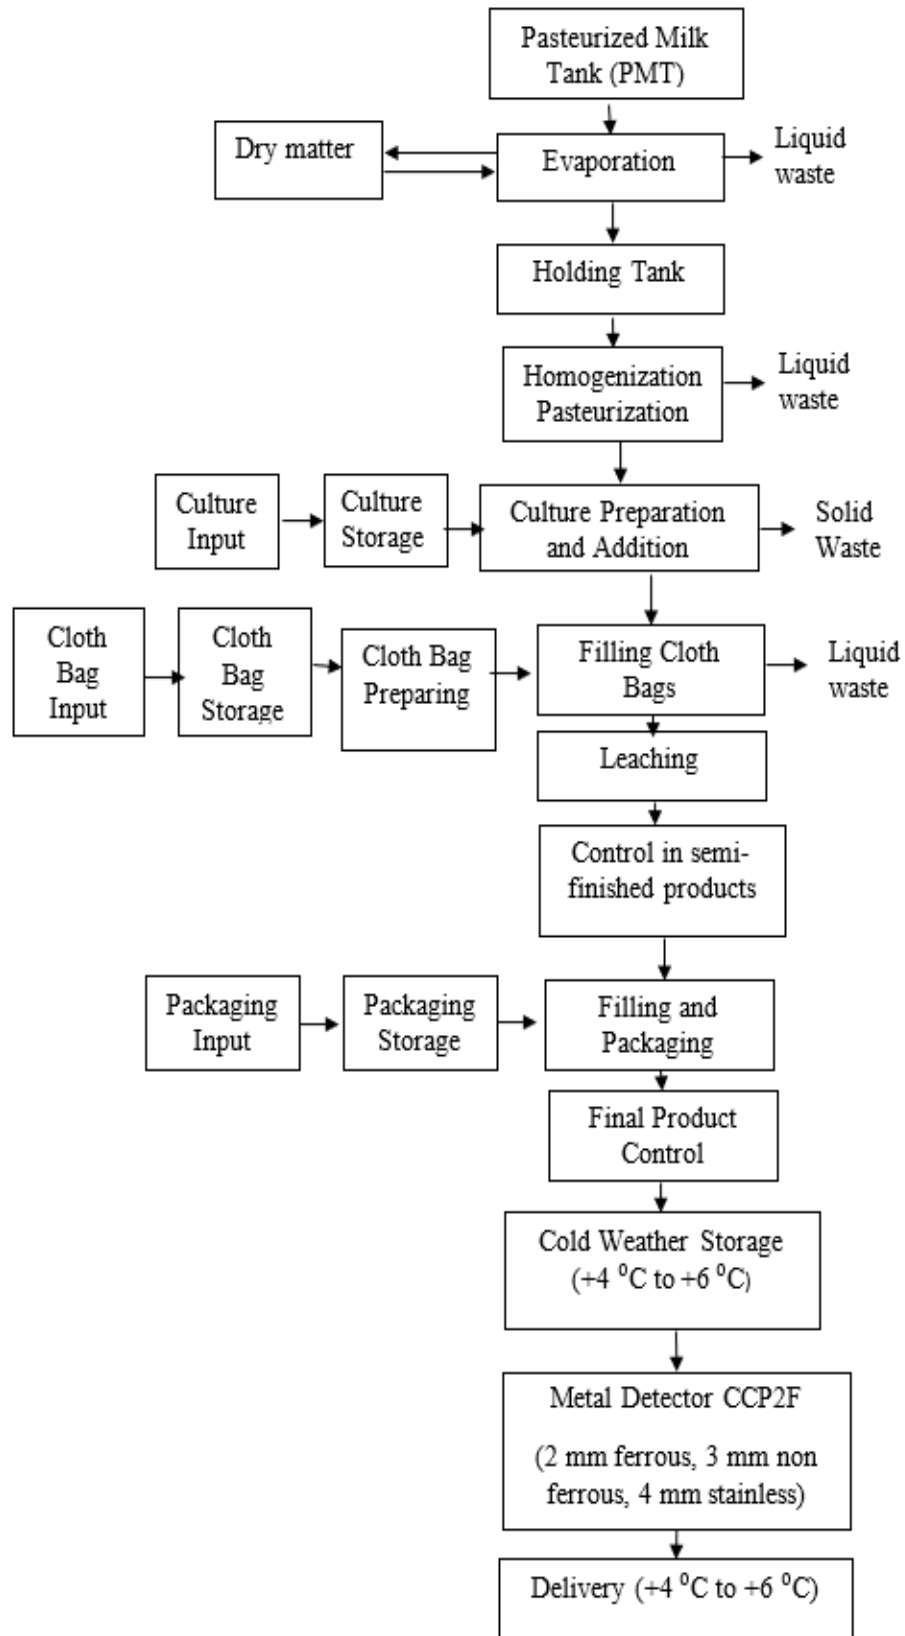 Pasteurized Milk
Tank (PMT)
Dry matter
Evaporation
Liquid
waste
Holding Tank
Homogenization
Pasteurization
Liquid
waste
Culture
Input
Culture
Storage
Culture Preparation
and Addition
Solid
Waste
Cloth
Bag
Input
Cloth
Bag
Storage
Cloth Bag
Preparing
Filling Cloth
Bags
Liquid
waste
Leaching
Control in semi-
finished products
Packaging
Input
Packaging
Storage
Filling and
Packaging
Final Product
Control
Cold Weather Storage
(+4 ⁰C to +6 ⁰C)
Metal Detector CCP2F
(2 mm ferrous, 3 mm non
ferrous, 4 mm stainless)
Delivery (+4 ⁰C to +6 ⁰C)